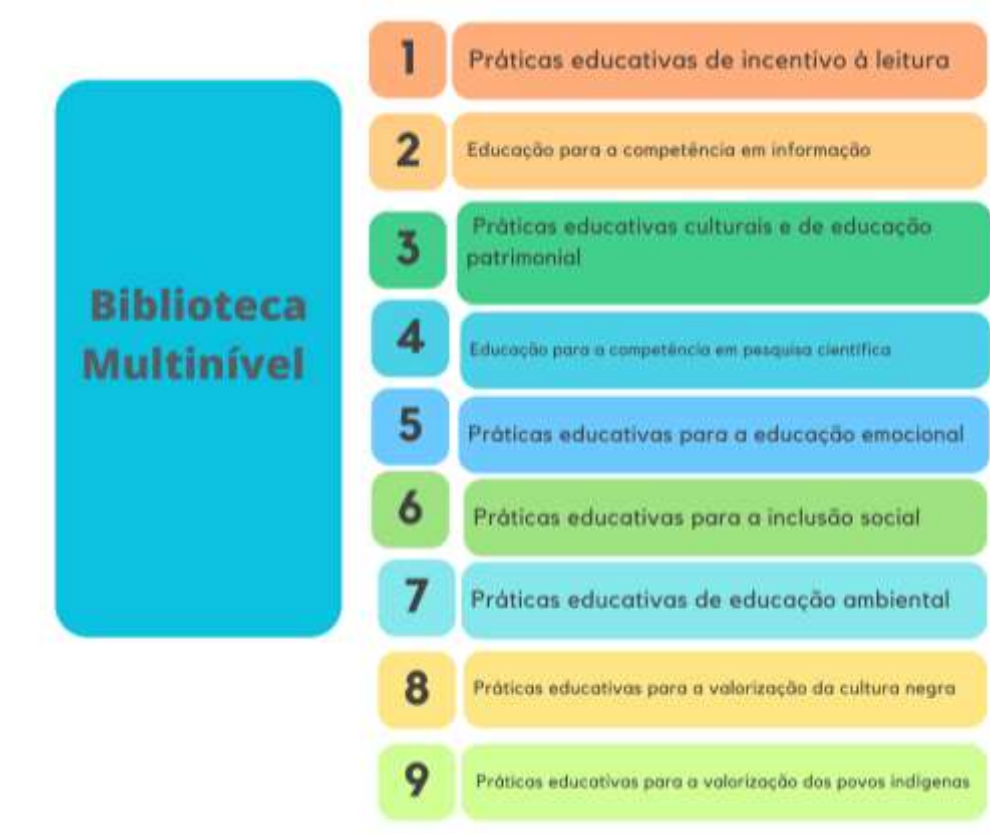 Biblioteca
Multinível
1
Práticas educativas de incentivo à leitura
2
Educação para a competência em informação
3
Práticas educativas culturais e de educação
patrimonial
4
Educação para a competência em pesquisa científica
5
Práticas educativas para a educação emocional
6
Práticas educativas para a inclusão social
7
Práticas educativas de educação ambiental
8
Práticas educativas para a valorização da cultura negra
9
Práticas educativas para a valorização dos povos indígenas